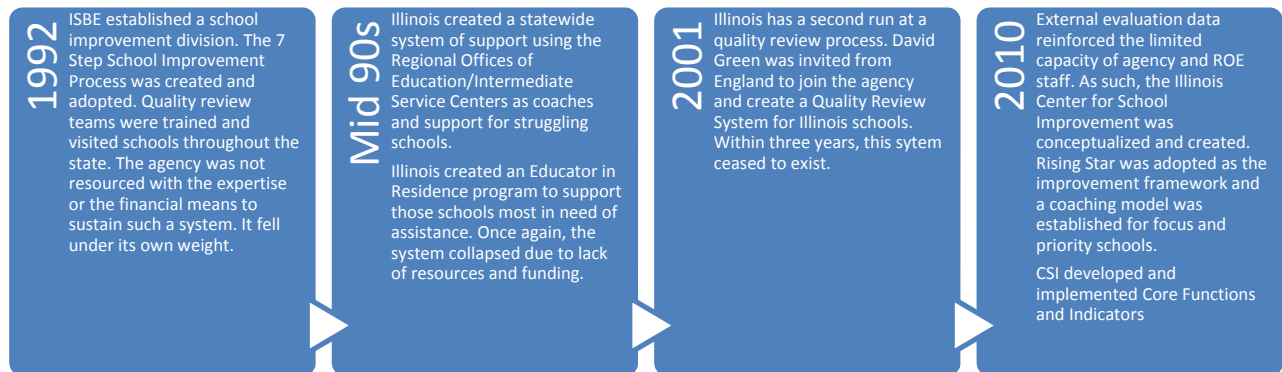 1992
ISBE established a school
improvement division. The 7
Step School Improvement
Process was created and
adopted. Quality review
teams were trained and
visited schools throughout the
state. The agency was not
resourced with the expertise
or the financial means to
sustain such a system. It fell
under its own weight.
Mid 90s
Illinois created a statewide
system of support using the
Regional Offices of
Education/Intermediate
Service Centers as coaches
and support for struggling
schools.
Illinois created an Educator in
Residence program to support
those schools most in need of
assistance. Once again, the
system collapsed due to lack
of resources and funding.
2001
Illinois has a second run at a
quality review process. David
Green was invited from
England to join the agency
and create a Quality Review
System for Illinois schools.
Within three years, this sytem
ceased to exist.
2010
External evaluation data
reinforced the limited
capacity of agency and ROE
staff. As such, the Illinois
Center for School
Improvement was
conceptualized and created.
Rising Star was adopted as the
improvement framework and
a coaching model was
established for focus and
priority schools.
CSI developed and
implemented Core Functions
and Indicators